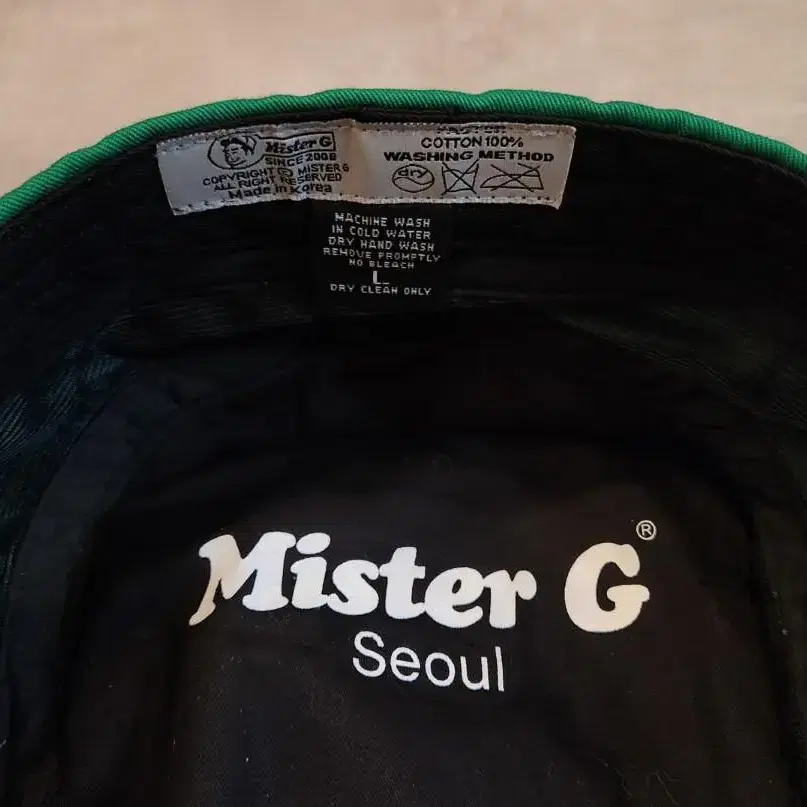 Mister G
SINCE 2008
COPYRIGHT © MISTER G
ALL RIGHT RESERVED
Made in Korea
COTTON 100%
WASHING METHOD
dry
MACHINE WASH
IN COLD WATER
DRY HAND WASH
REMOVE PROMPTLY
NO BLEACH
L
DRY CLEAN ONLY
Mister G®
Seoul